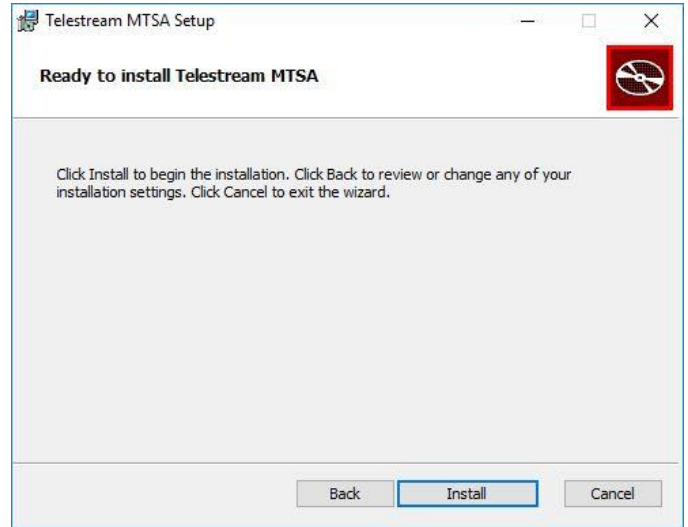 Telestream MTSA Setup
Ready to install Telestream MTSA
Click Install to begin the installation. Click Back to review or change any of your
installation settings. Click Cancel to exit the wizard.
Back Install Cancel